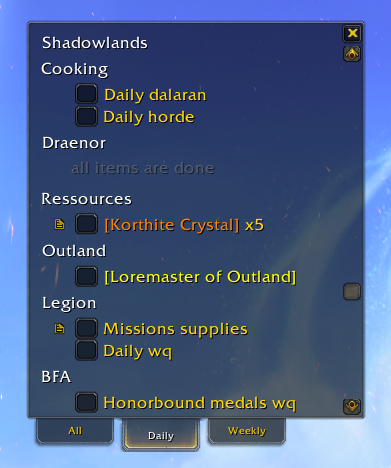 Shadowlands
Cooking
Daily dalaran
Daily horde
Draenor
all items are done
Ressources
[Korthite Crystal] x5
Outland
[Loremaster of Outland]
Legion
Missions supplies
Daily wq
BFA
Honorbound medals wq
All
Daily
Weekly